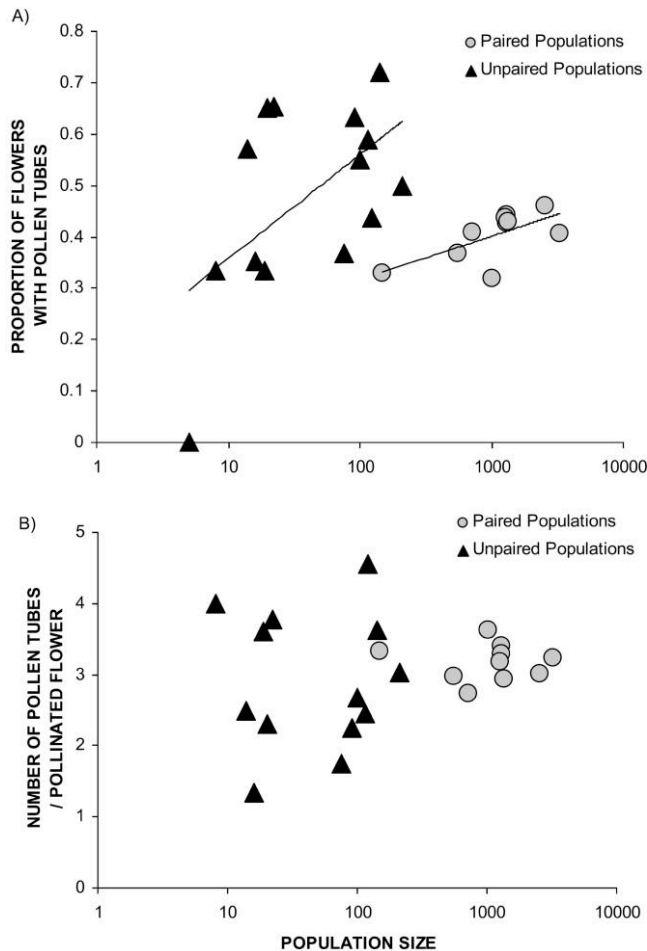 A)
0.8
0.7
0.6
0.5
0.4
0.3
0.2
0.1
0
PROPORTION OF FLOWERS
WITH POLLEN TUBES
Paired Populations
Unpaired Populations
1
10
100
1000
10000
B)
5
4
3
2
1
0
NUMBER OF POLLEN TUBES
/ POLLINATED FLOWER
Paired Populations
Unpaired Populations
1
10
100
1000
10000
POPULATION SIZE